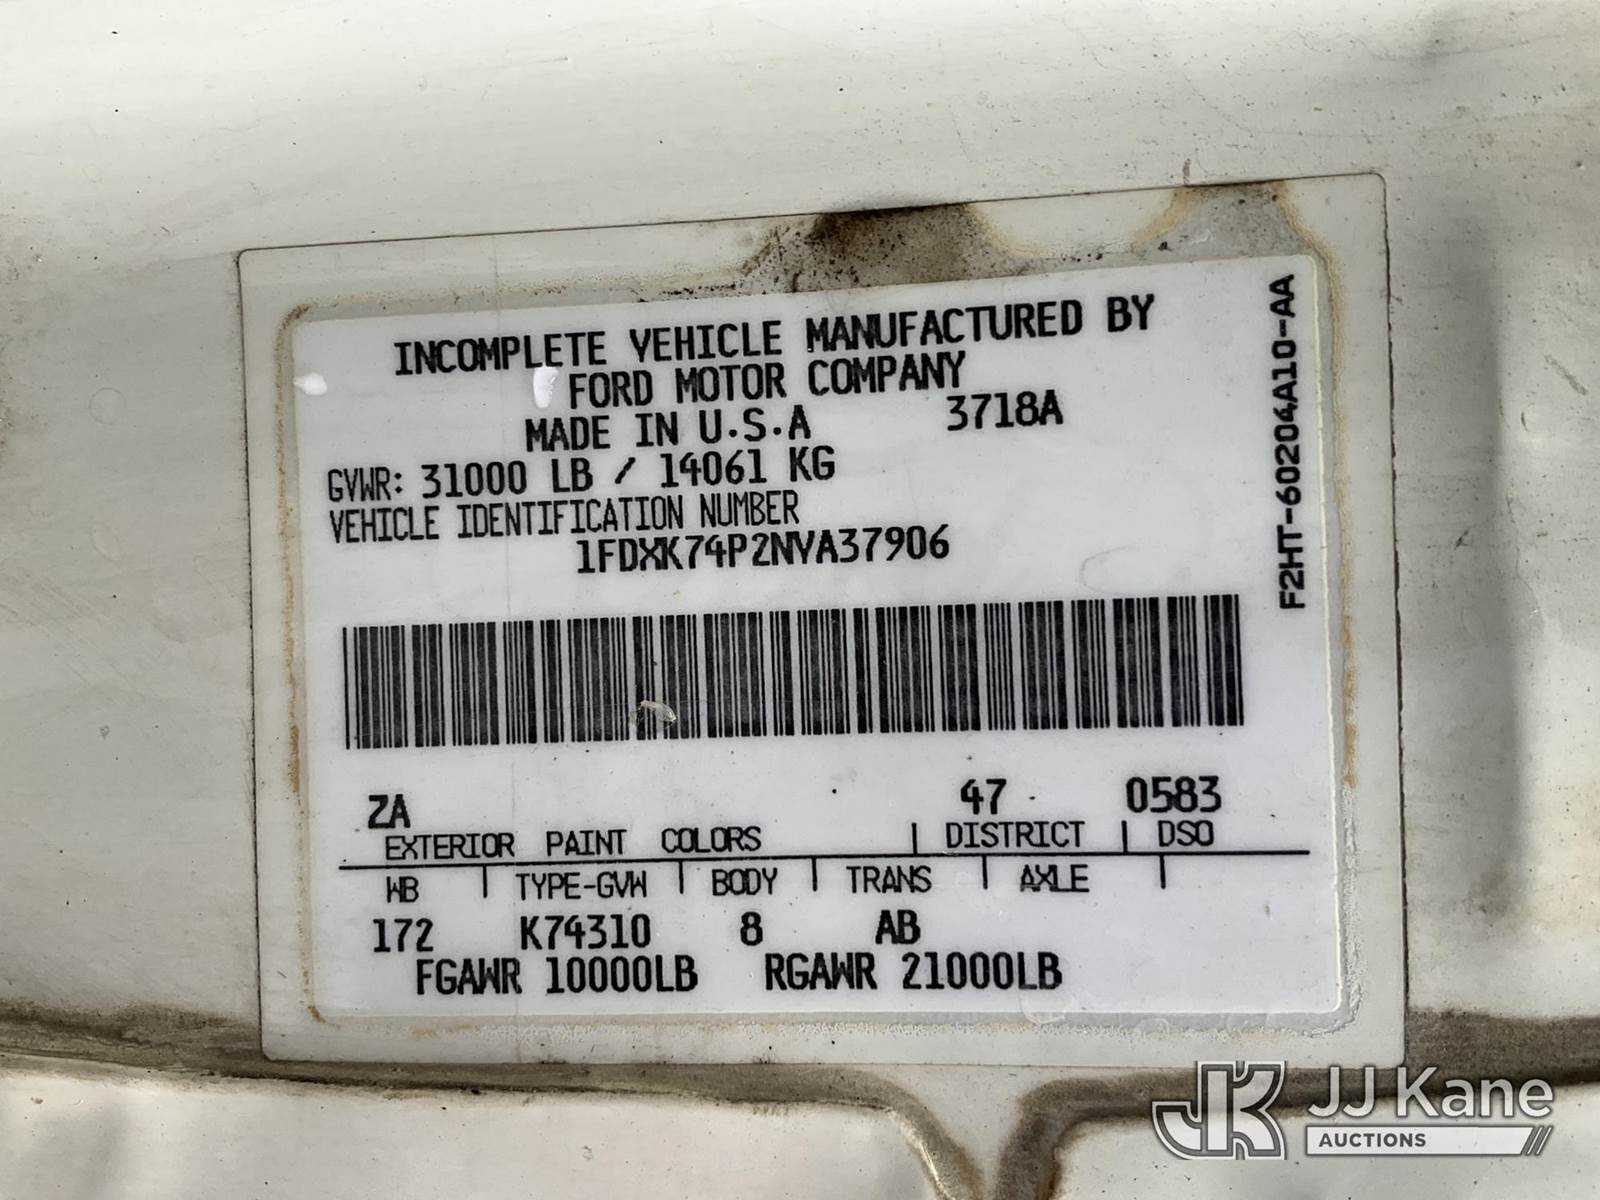 INCOMPLETE VEHICLE MANUFACTURED BY
FORD MOTOR COMPANY
MADE IN U.S.A 3718A
GVWR: 31000 LB / 14061 KG
VEHICLE IDENTIFICATION NUMBER
1FDXK74P2NVA37906
F2HT-60204A10-AA
ZA 47 0583
EXTERIOR PAINT COLORS | DISTRICT | DSO
WB | TYPE-GVW | BODY | TRANS | AXLE |
172 K74310 8 AB
FGAWR 10000LB RGAWR 21000LB
JK JJ Kane
AUCTIONS